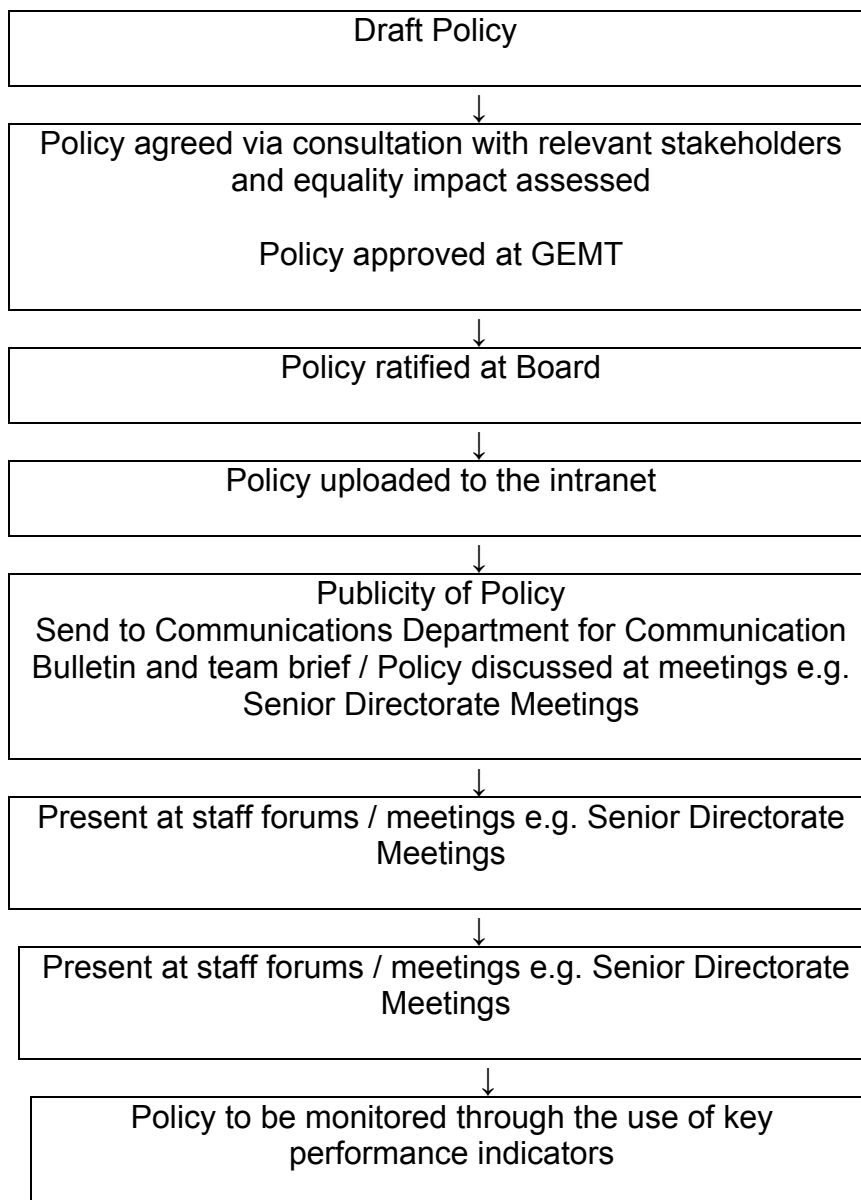 Draft Policy
↓
Policy agreed via consultation with relevant stakeholders
and equality impact assessed
Policy approved at GEMT
↓
Policy ratified at Board
↓
Policy uploaded to the intranet
↓
Publicity of Policy
Send to Communications Department for Communication
Bulletin and team brief / Policy discussed at meetings e.g.
Senior Directorate Meetings
↓
Present at staff forums / meetings e.g. Senior Directorate
Meetings
↓
Present at staff forums / meetings e.g. Senior Directorate
Meetings
↓
Policy to be monitored through the use of key
performance indicators